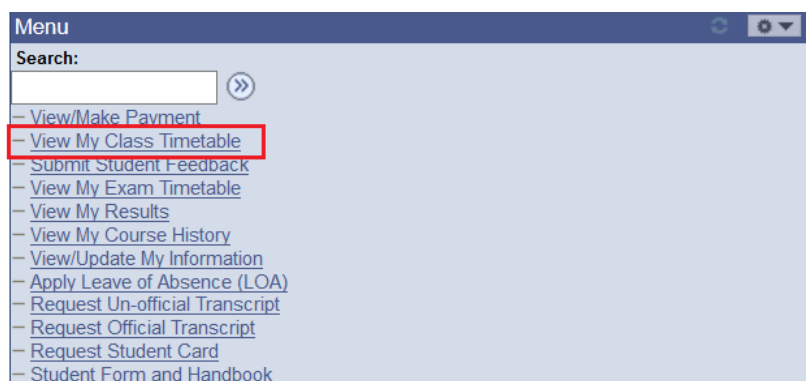 Menu
Search:
– View/Make Payment
– View My Class Timetable
– Submit Student Feedback
– View My Exam Timetable
– View My Results
– View My Course History
– View/Update My Information
– Apply Leave of Absence (LOA)
– Request Un-official Transcript
– Request Official Transcript
– Request Student Card
– Student Form and Handbook